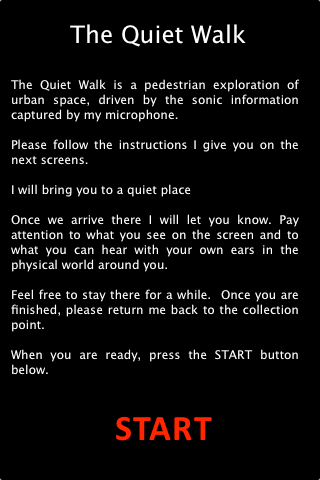 The Quiet Walk
The Quiet Walk is a pedestrian exploration of
urban space, driven by the sonic information
captured by my microphone.
Please follow the instructions I give you on the
next screens.
I will bring you to a quiet place
Once we arrive there I will let you know. Pay
attention to what you see on the screen and to
what you can hear with your own ears in the
physical world around you.
Feel free to stay there for a while.  Once you are
finished, please return me back to the collection
point.
When you are ready, press the START button
below.
START